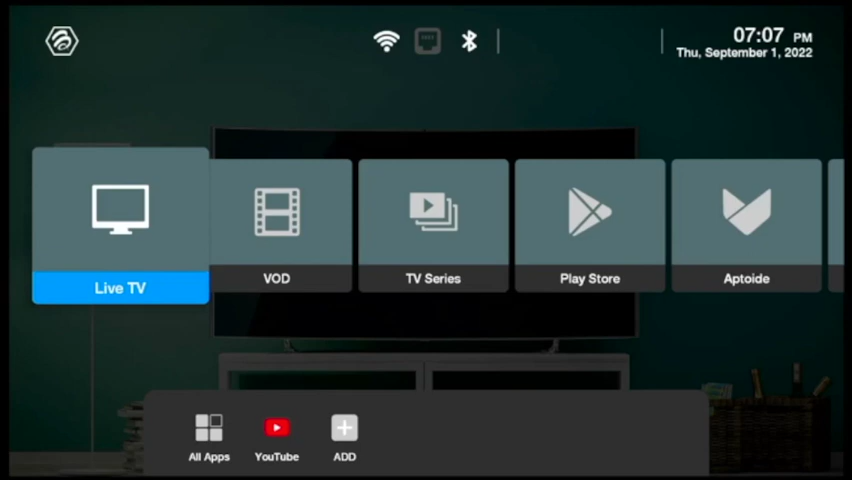 07:07 PM
Thu, September 1, 2022
Live TV
VOD
TV Series
Play Store
Aptoide
All Apps
YouTube
ADD